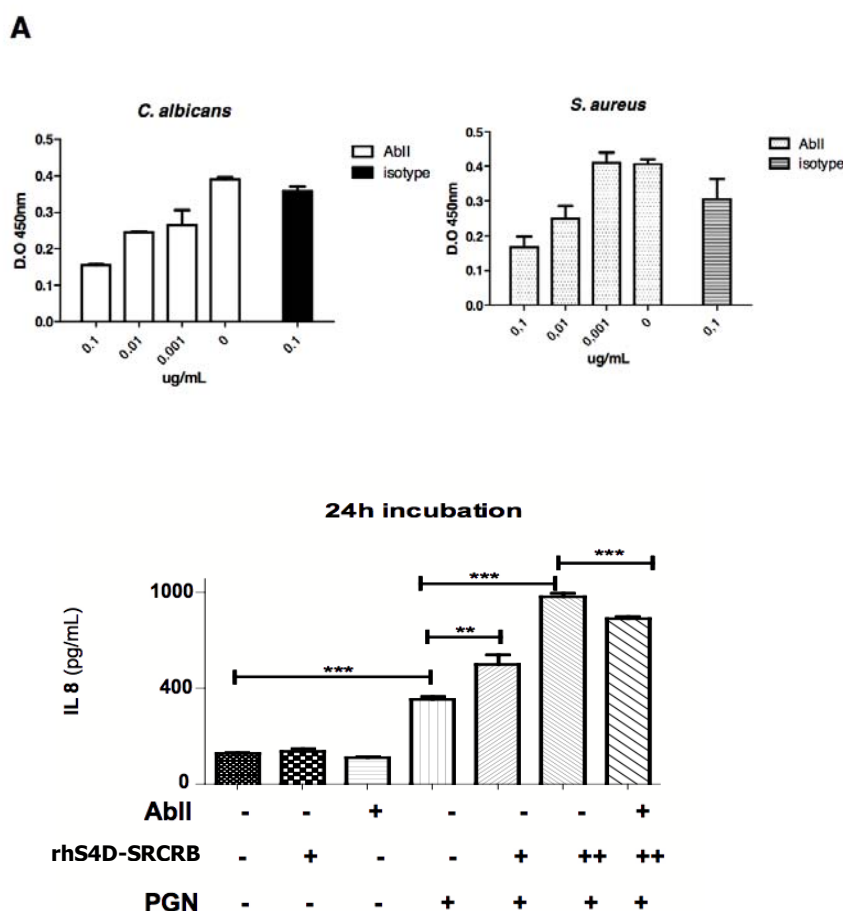 A
C. albicans
0.5
0.4
0.3
0.2
0.1
0.0
D.O 450nm
0.1
0.01
0.001
0
0.1
ug/mL
AbII
isotype
S. aureus
0.5
0.4
0.3
0.2
0.1
0.0
D.O 450nm
0,1
0,01
0,001
0
0,1
ug/mL
AbII
isotype
24h incubation
IL 8 (pg/mL)
1000
400
0
***
***
**
***
AbII - - + - - - +
rhS4D-SRCRB - + - - + ++ ++
PGN - - - + + + +